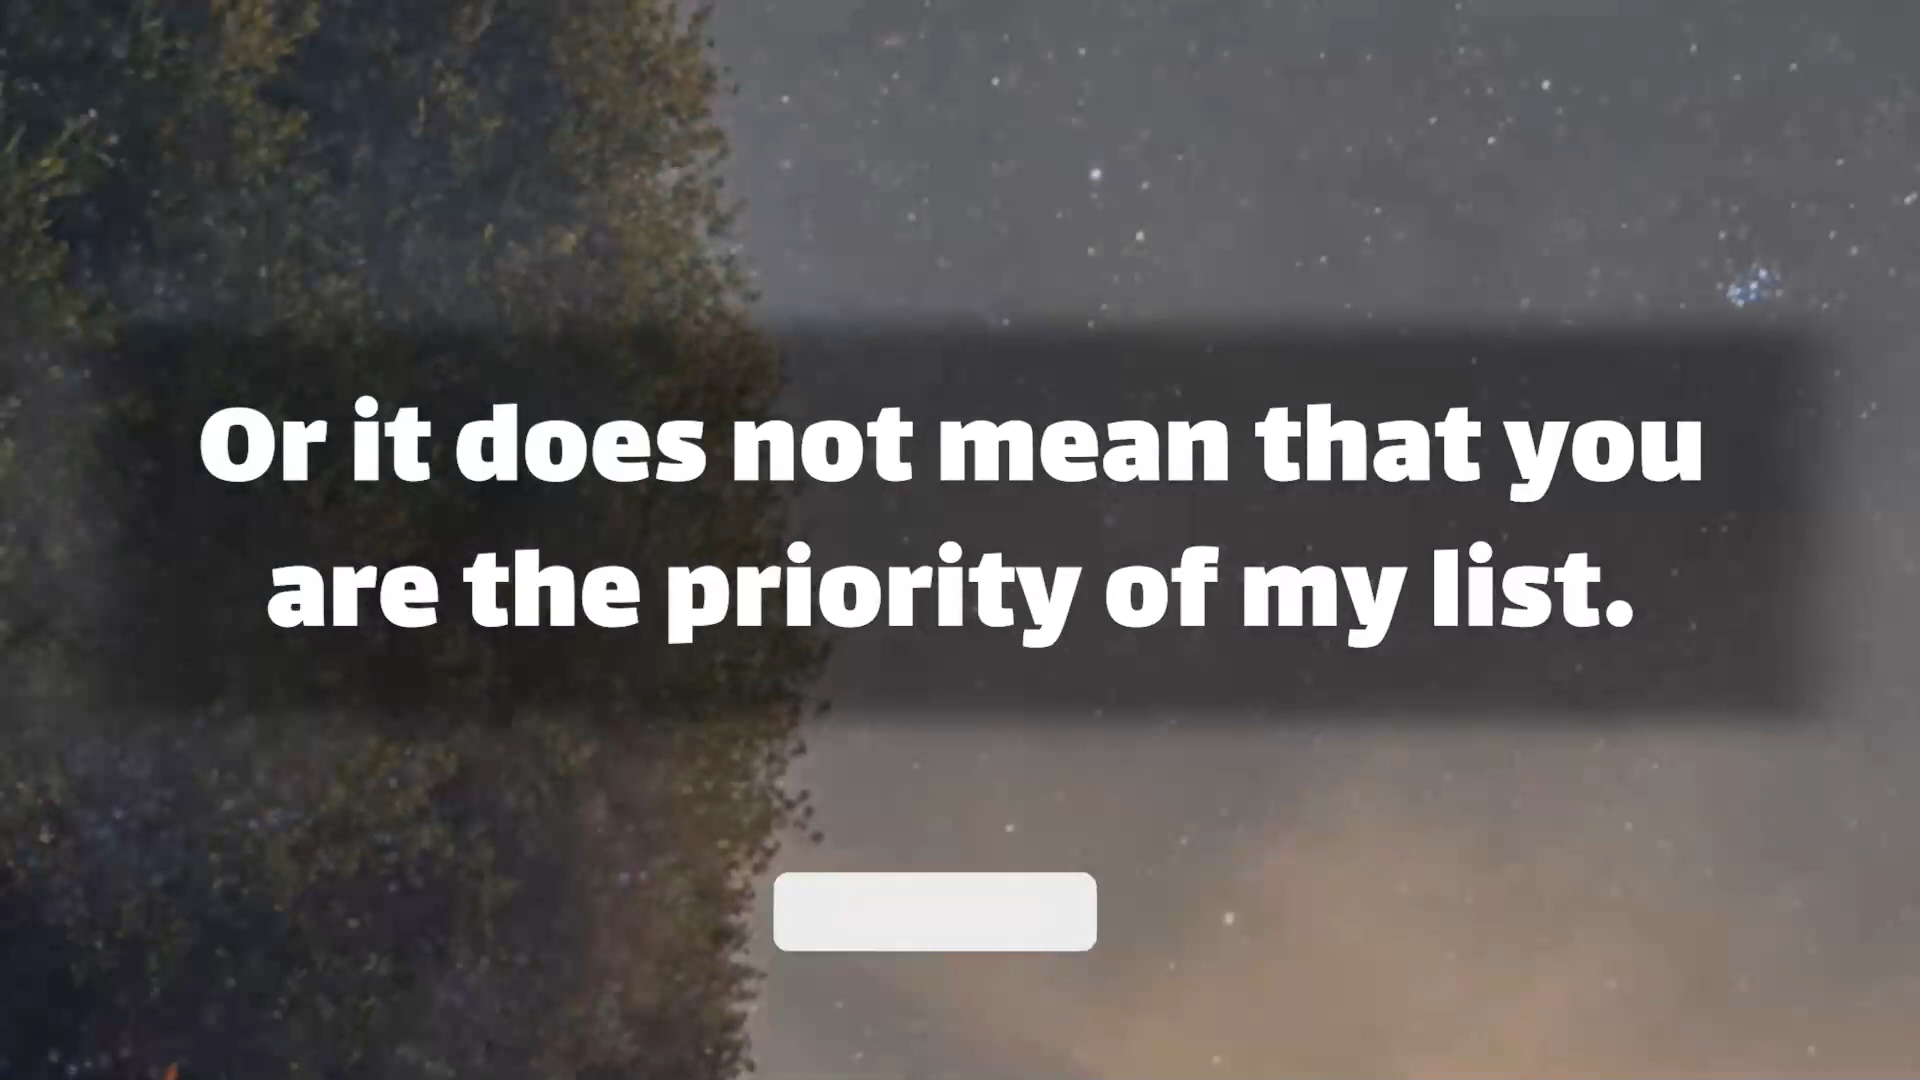 Or it does not mean that you
are the priority of my list.